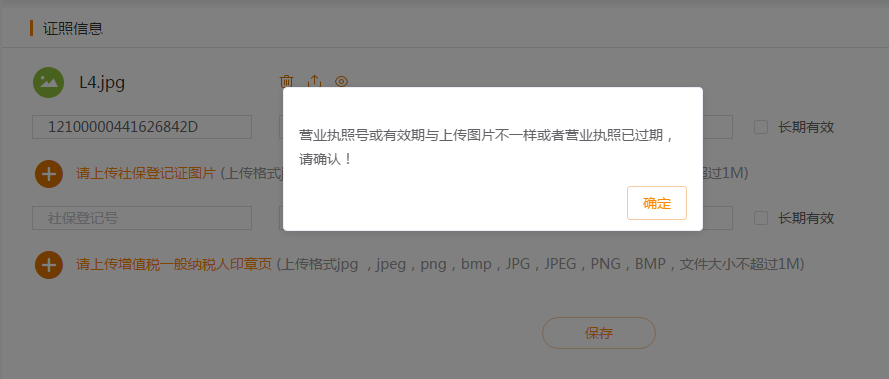 证照信息
L4.jpg
营业执照号或有效期与上传图片不一样或者营业执照已过期，
请确认！
确定
12100000441626842D
长期有效
请上传社保登记证图片 (上传格式
超过1M)
社保登记号
长期有效
请上传增值税一般纳税人印章页 (上传格式jpg ，jpeg，png，bmp，JPG，JPEG，PNG，BMP，文件大小不超过1M)
保存